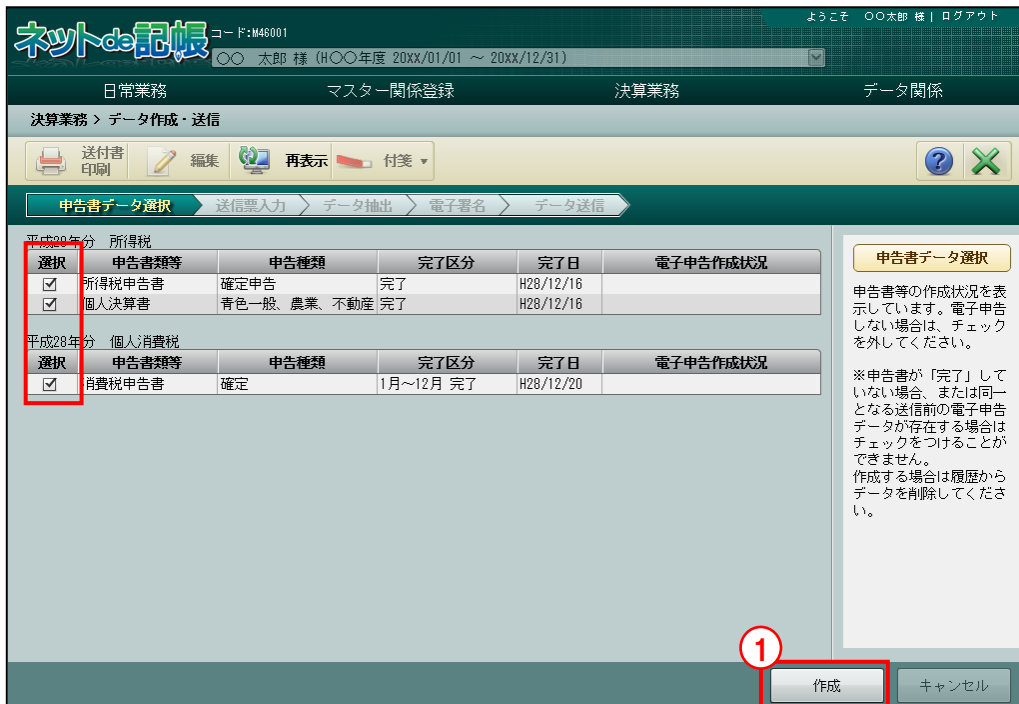 ようこそ 〇〇太郎 様 | ログアウト
ネットde記帳 コード:M46001
〇〇 太郎 様 (H〇〇年度 20XX/01/01 ～ 20XX/12/31)
日常業務 マスター関係登録 決算業務 データ関係
決算業務 > データ作成・送信
送付書
印刷
編集 再表示 付箋
申告書データ選択 送信票入力 データ抽出 電子署名 データ送信
平成28年分 所得税
選択 申告書類等 申告種類 完了区分 完了日 電子申告作成状況
所得税申告書 確定申告 完了 H28/12/16
個人決算書 青色一般、農業、不動産 完了 H28/12/16
平成28年分 個人消費税
選択 申告書類等 申告種類 完了区分 完了日 電子申告作成状況
消費税申告書 確定 1月～12月 完了 H28/12/20
申告書データ選択
申告書等の作成状況を表
示しています。電子申告
しない場合は、チェック
を外してください。
※申告書が「完了」して
いない場合、または同一
となる送信前の電子申告
データが存在する場合は
チェックをつけることが
できません。
作成する場合は履歴から
データを削除してくださ
い。
1
作成 キャンセル